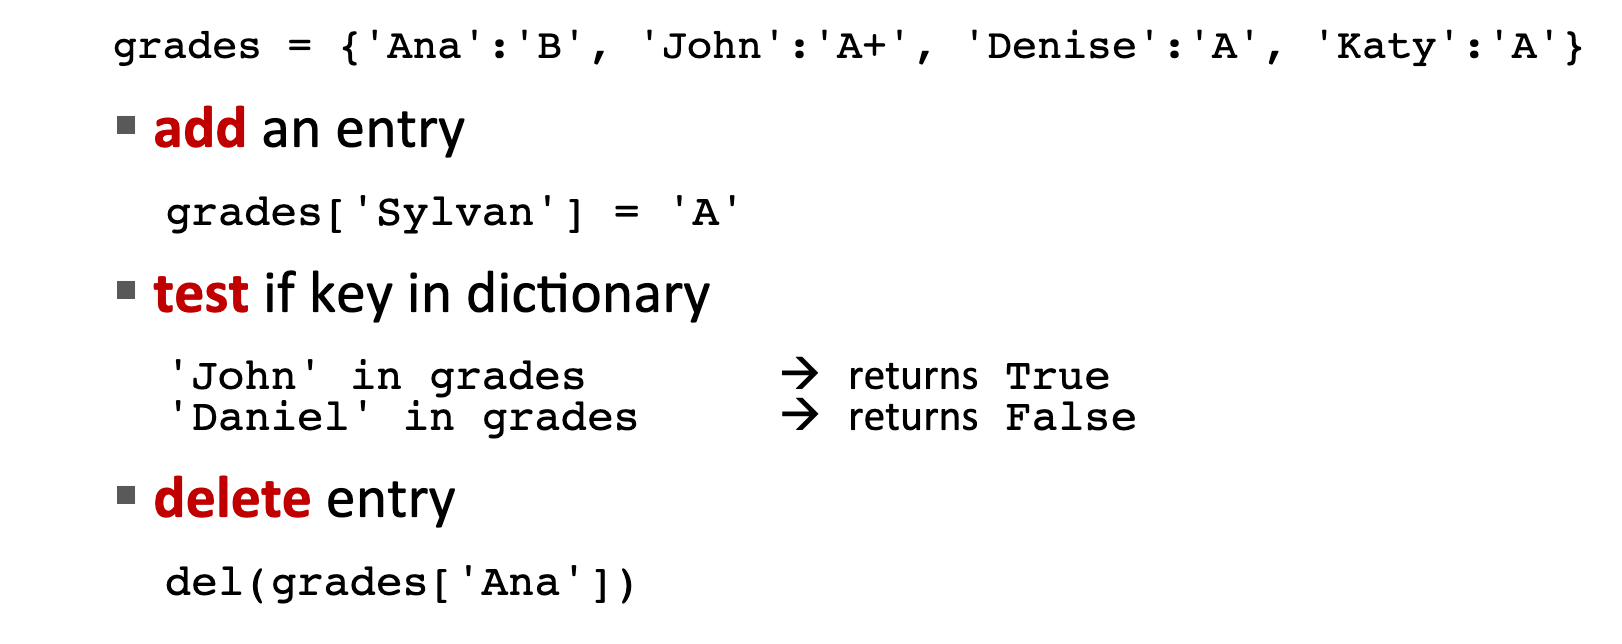 grades = {'Ana':'B', 'John':'A+', 'Denise':'A', 'Katy':'A'}
▪ add an entry
grades['Sylvan'] = 'A'
▪ test if key in dictionary
'John' in grades → returns True
'Daniel' in grades → returns False
▪ delete entry
del(grades['Ana'])